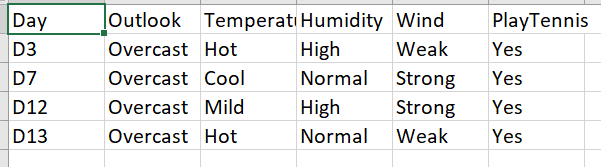 Day Outlook Temperatu Humidity Wind PlayTennis
D3 Overcast Hot High Weak Yes
D7 Overcast Cool Normal Strong Yes
D12 Overcast Mild High Strong Yes
D13 Overcast Hot Normal Weak Yes